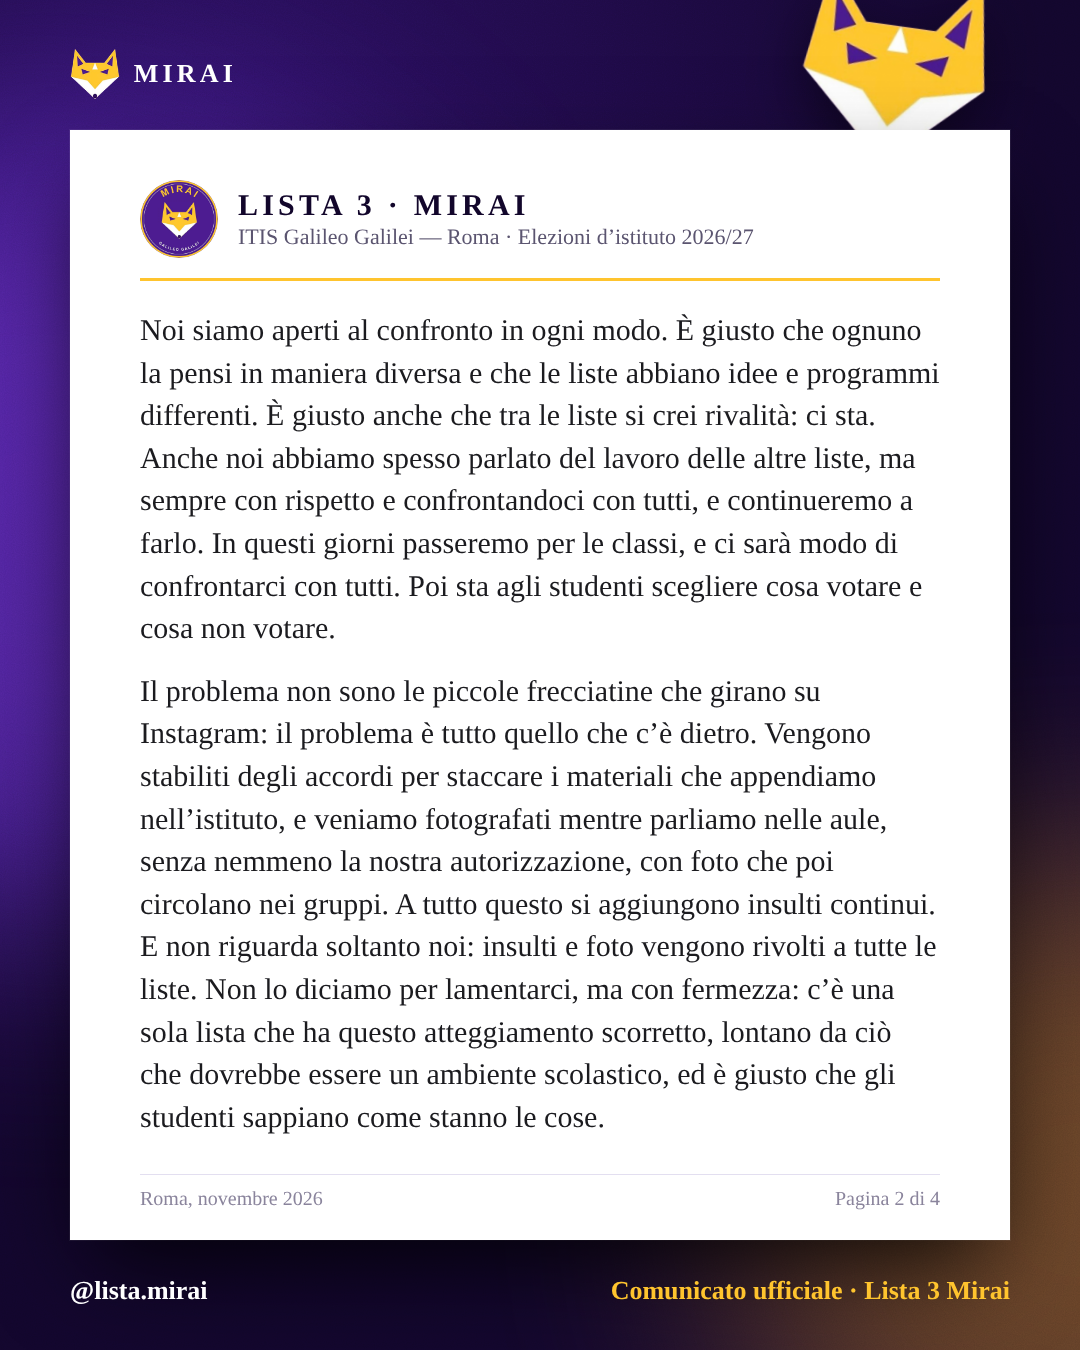 MIRAI
MIRAI
GALILEO GALILEI
LISTA 3 · MIRAI
ITIS Galileo Galilei — Roma · Elezioni d’istituto 2026/27
Noi siamo aperti al confronto in ogni modo. È giusto che ognuno
la pensi in maniera diversa e che le liste abbiano idee e programmi
differenti. È giusto anche che tra le liste si crei rivalità: ci sta.
Anche noi abbiamo spesso parlato del lavoro delle altre liste, ma
sempre con rispetto e confrontandoci con tutti, e continueremo a
farlo. In questi giorni passeremo per le classi, e ci sarà modo di
confrontarci con tutti. Poi sta agli studenti scegliere cosa votare e
cosa non votare.
Il problema non sono le piccole frecciatine che girano su
Instagram: il problema è tutto quello che c’è dietro. Vengono
stabiliti degli accordi per staccare i materiali che appendiamo
nell’istituto, e veniamo fotografati mentre parliamo nelle aule,
senza nemmeno la nostra autorizzazione, con foto che poi
circolano nei gruppi. A tutto questo si aggiungono insulti continui.
E non riguarda soltanto noi: insulti e foto vengono rivolti a tutte le
liste. Non lo diciamo per lamentarci, ma con fermezza: c’è una
sola lista che ha questo atteggiamento scorretto, lontano da ciò
che dovrebbe essere un ambiente scolastico, ed è giusto che gli
studenti sappiano come stanno le cose.
Roma, novembre 2026
Pagina 2 di 4
@lista.mirai
Comunicato ufficiale · Lista 3 Mirai